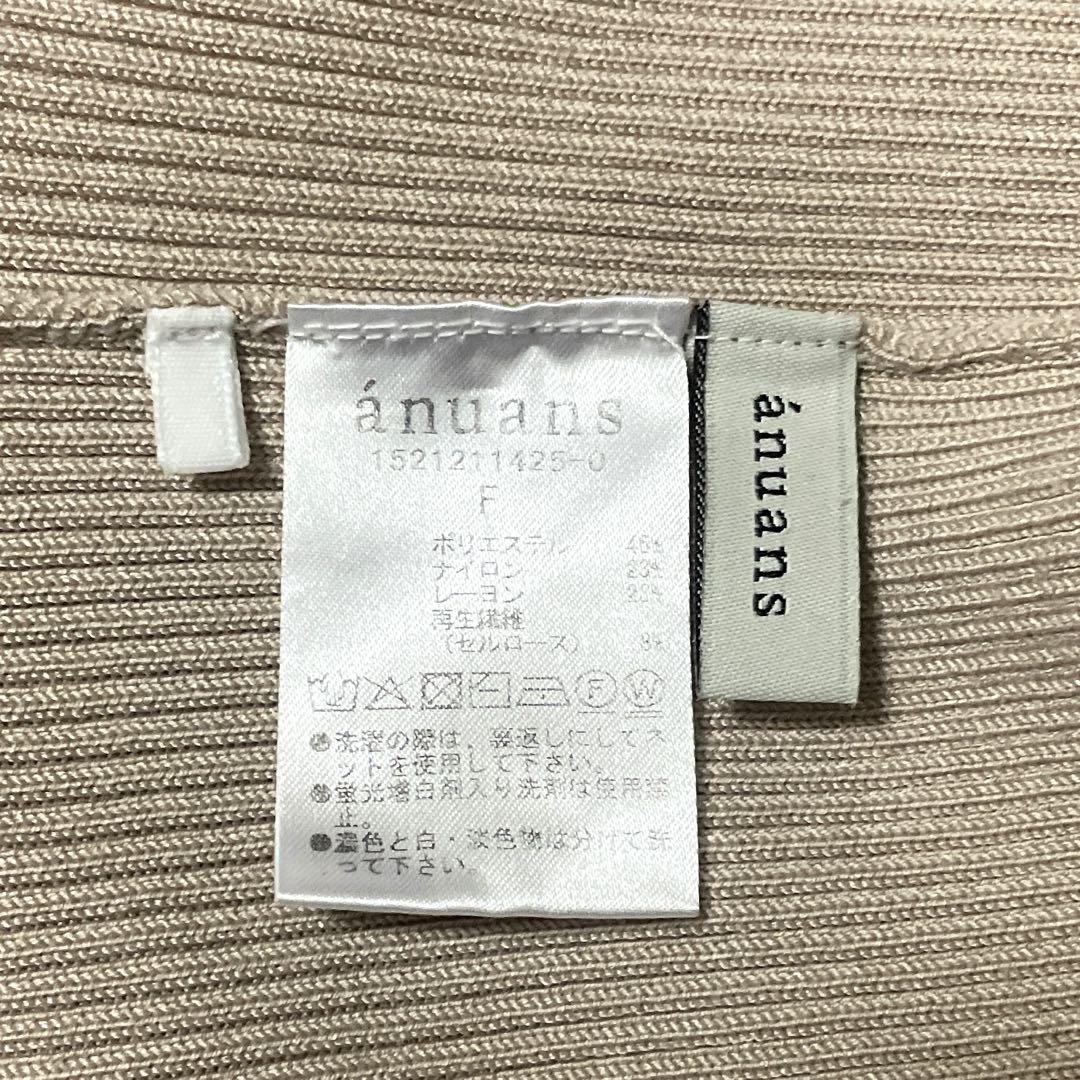 ánuans
1521211425-0
F
ポリエステル 46%
ナイロン 23%
レーヨン
再生繊維
(セルロース) 8%
F W
●洗濯の際は、裏返しにしてネ
ットを使用して下さい。
●蛍光増白剤入り洗剤は使用禁
止。
●濃色と白・淡色物は分けて洗
って下さい。
ánuans